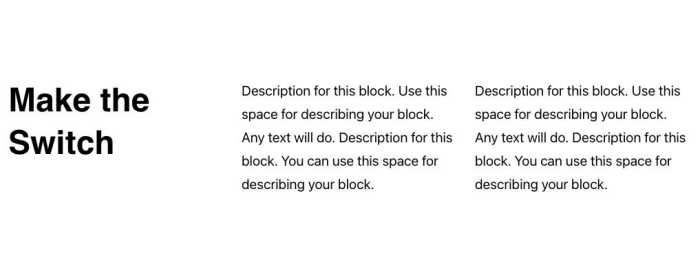 Make the
Switch
Description for this block. Use this
space for describing your block.
Any text will do. Description for this
block. You can use this space for
describing your block.
Description for this block. Use this
space for describing your block.
Any text will do. Description for this
block. You can use this space for
describing your block.